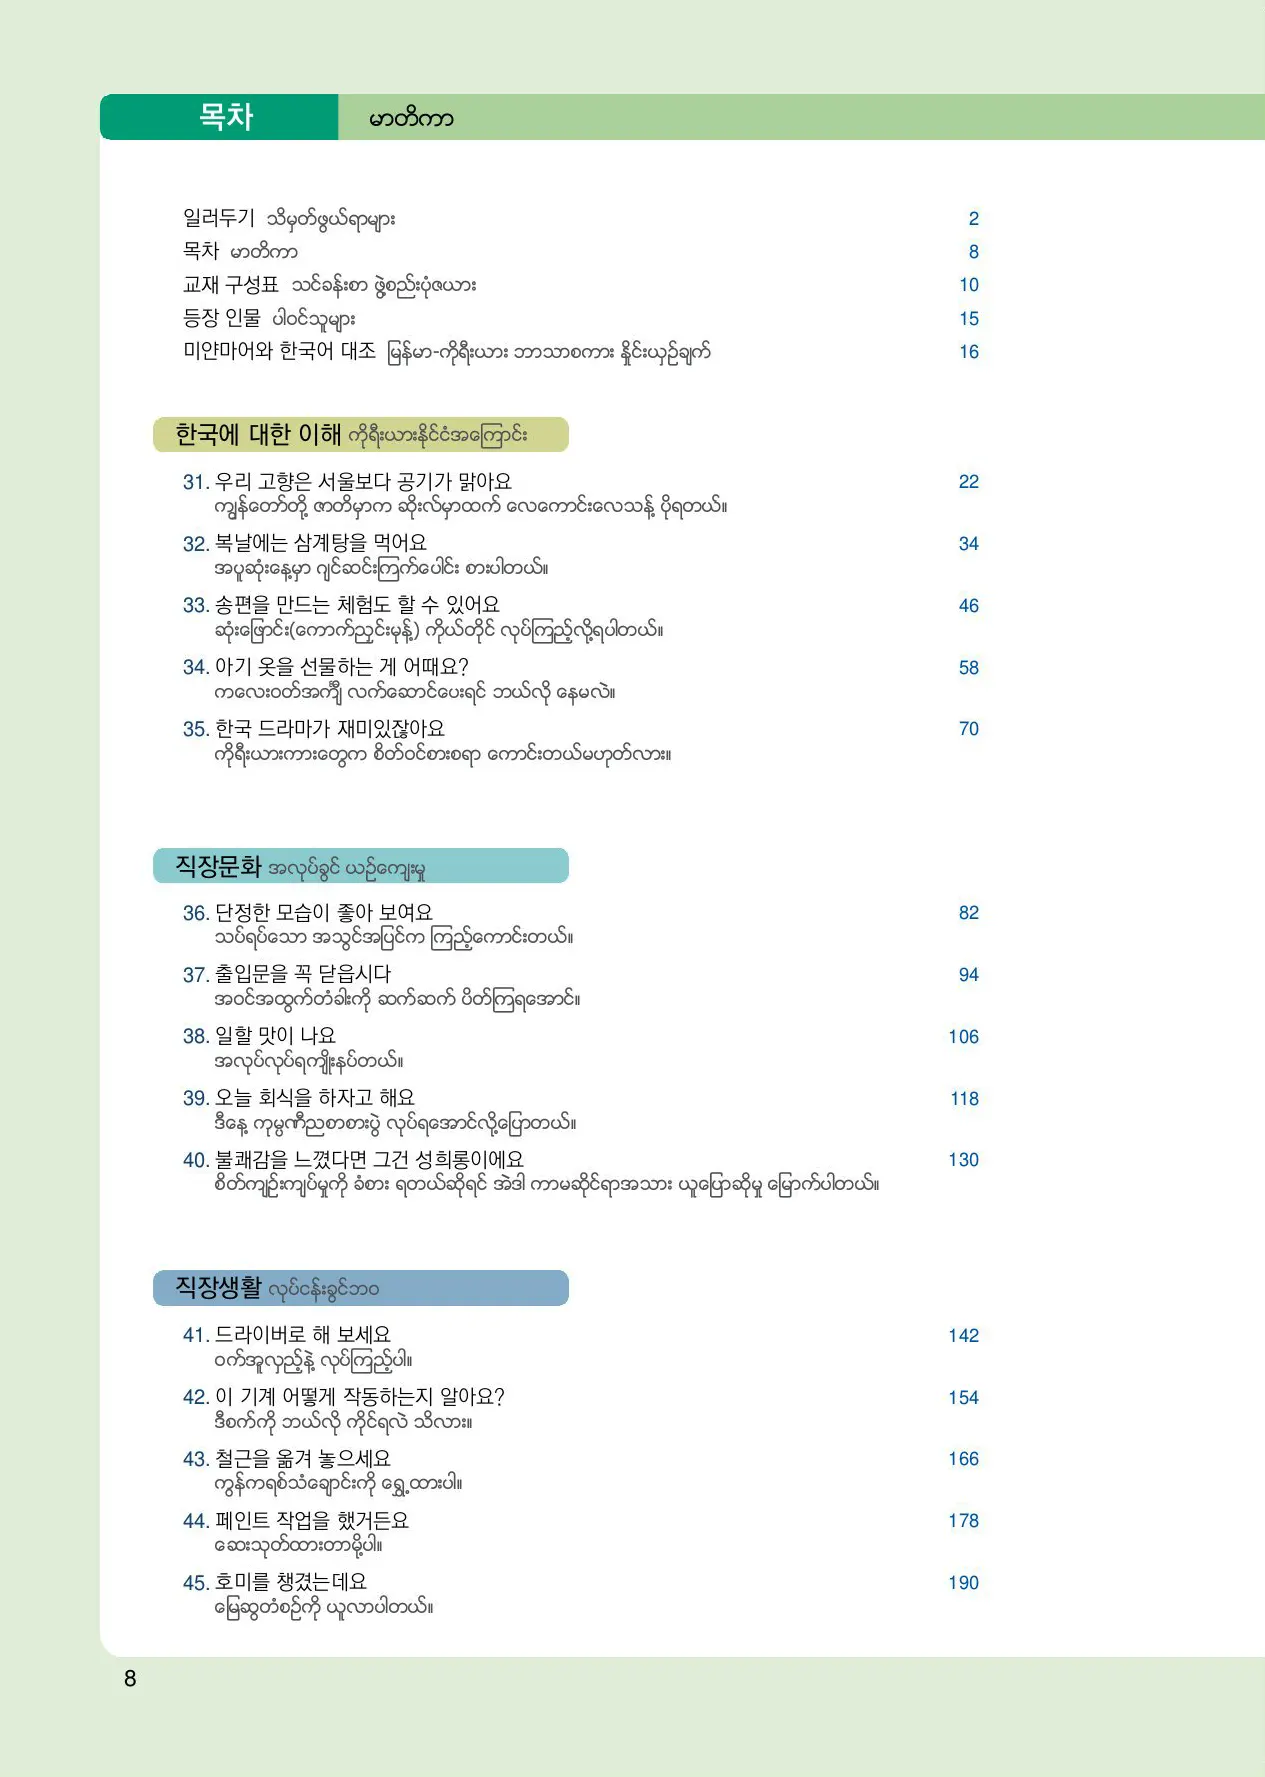 목차 မာတိကာ
일러두기 သိမှတ်ဖွယ်ရာများ 2
목차 မာတိကာ 8
교재 구성표 သင်ခန်းစာ ဖွဲ့စည်းပုံဇယား 10
등장 인물 ပါဝင်သူများ 15
미얀마어와 한국어 대조 မြန်မာ-ကိုရီးယား ဘာသာစကား နှိုင်းယှဉ်ချက် 16
한국에 대한 이해 ကိုရီးယားနိုင်ငံအကြောင်း
31. 우리 고향은 서울보다 공기가 맑아요 22
ကျွန်တော်တို့ ဇာတိမှာက ဆိုးလ်မှာထက် လေကောင်းလေသန့် ပိုရတယ်။
32. 복날에는 삼계탕을 먹어요 34
အပူဆုံးနေ့မှာ ဂျင်ဆင်းကြက်ပေါင်း စားပါတယ်။
33. 송편을 만드는 체험도 할 수 있어요 46
ဆုံးဖြောင်း(ကောက်ညှင်းမုန့်) ကိုယ်တိုင် လုပ်ကြည့်လို့ရပါတယ်။
34. 아기 옷을 선물하는 게 어때요? 58
ကလေးဝတ်အင်္ကျီ လက်ဆောင်ပေးရင် ဘယ်လို နေမလဲ။
35. 한국 드라마가 재미있잖아요 70
ကိုရီးယားကားတွေက စိတ်ဝင်စားစရာ ကောင်းတယ်မဟုတ်လား။
직장문화 အလုပ်ခွင် ယဉ်ကျေးမှု
36. 단정한 모습이 좋아 보여요 82
သပ်ရပ်သော အသွင်အပြင်က ကြည့်ကောင်းတယ်။
37. 출입문을 꼭 닫읍시다 94
အဝင်အထွက်တံခါးကို ဆက်ဆက် ပိတ်ကြရအောင်။
38. 일할 맛이 나요 106
အလုပ်လုပ်ရကျိုးနပ်တယ်။
39. 오늘 회식을 하자고 해요 118
ဒီနေ့ ကုမ္ပဏီညစာစားပွဲ လုပ်ရအောင်လို့ပြောတယ်။
40. 불쾌감을 느꼈다면 그건 성희롱이에요 130
စိတ်ကျဉ်းကျပ်မှုကို ခံစား ရတယ်ဆိုရင် အဲဒါ ကာမဆိုင်ရာအသား ယူပြောဆိုမှု မြောက်ပါတယ်။
직장생활 လုပ်ငန်းခွင်ဘဝ
41. 드라이버로 해 보세요 142
ဝက်အူလှည့်နဲ့ လုပ်ကြည့်ပါ။
42. 이 기계 어떻게 작동하는지 알아요? 154
ဒီစက်ကို ဘယ်လို ကိုင်ရလဲ သိလား။
43. 철근을 옮겨 놓으세요 166
ကွန်ကရစ်သံချောင်းကို ရွှေ့ထားပါ။
44. 페인트 작업을 했거든요 178
ဆေးသုတ်ထားတာမို့ပါ။
45. 호미를 챙겼는데요 190
မြေဆွတံစဉ်ကို ယူလာပါတယ်။
8